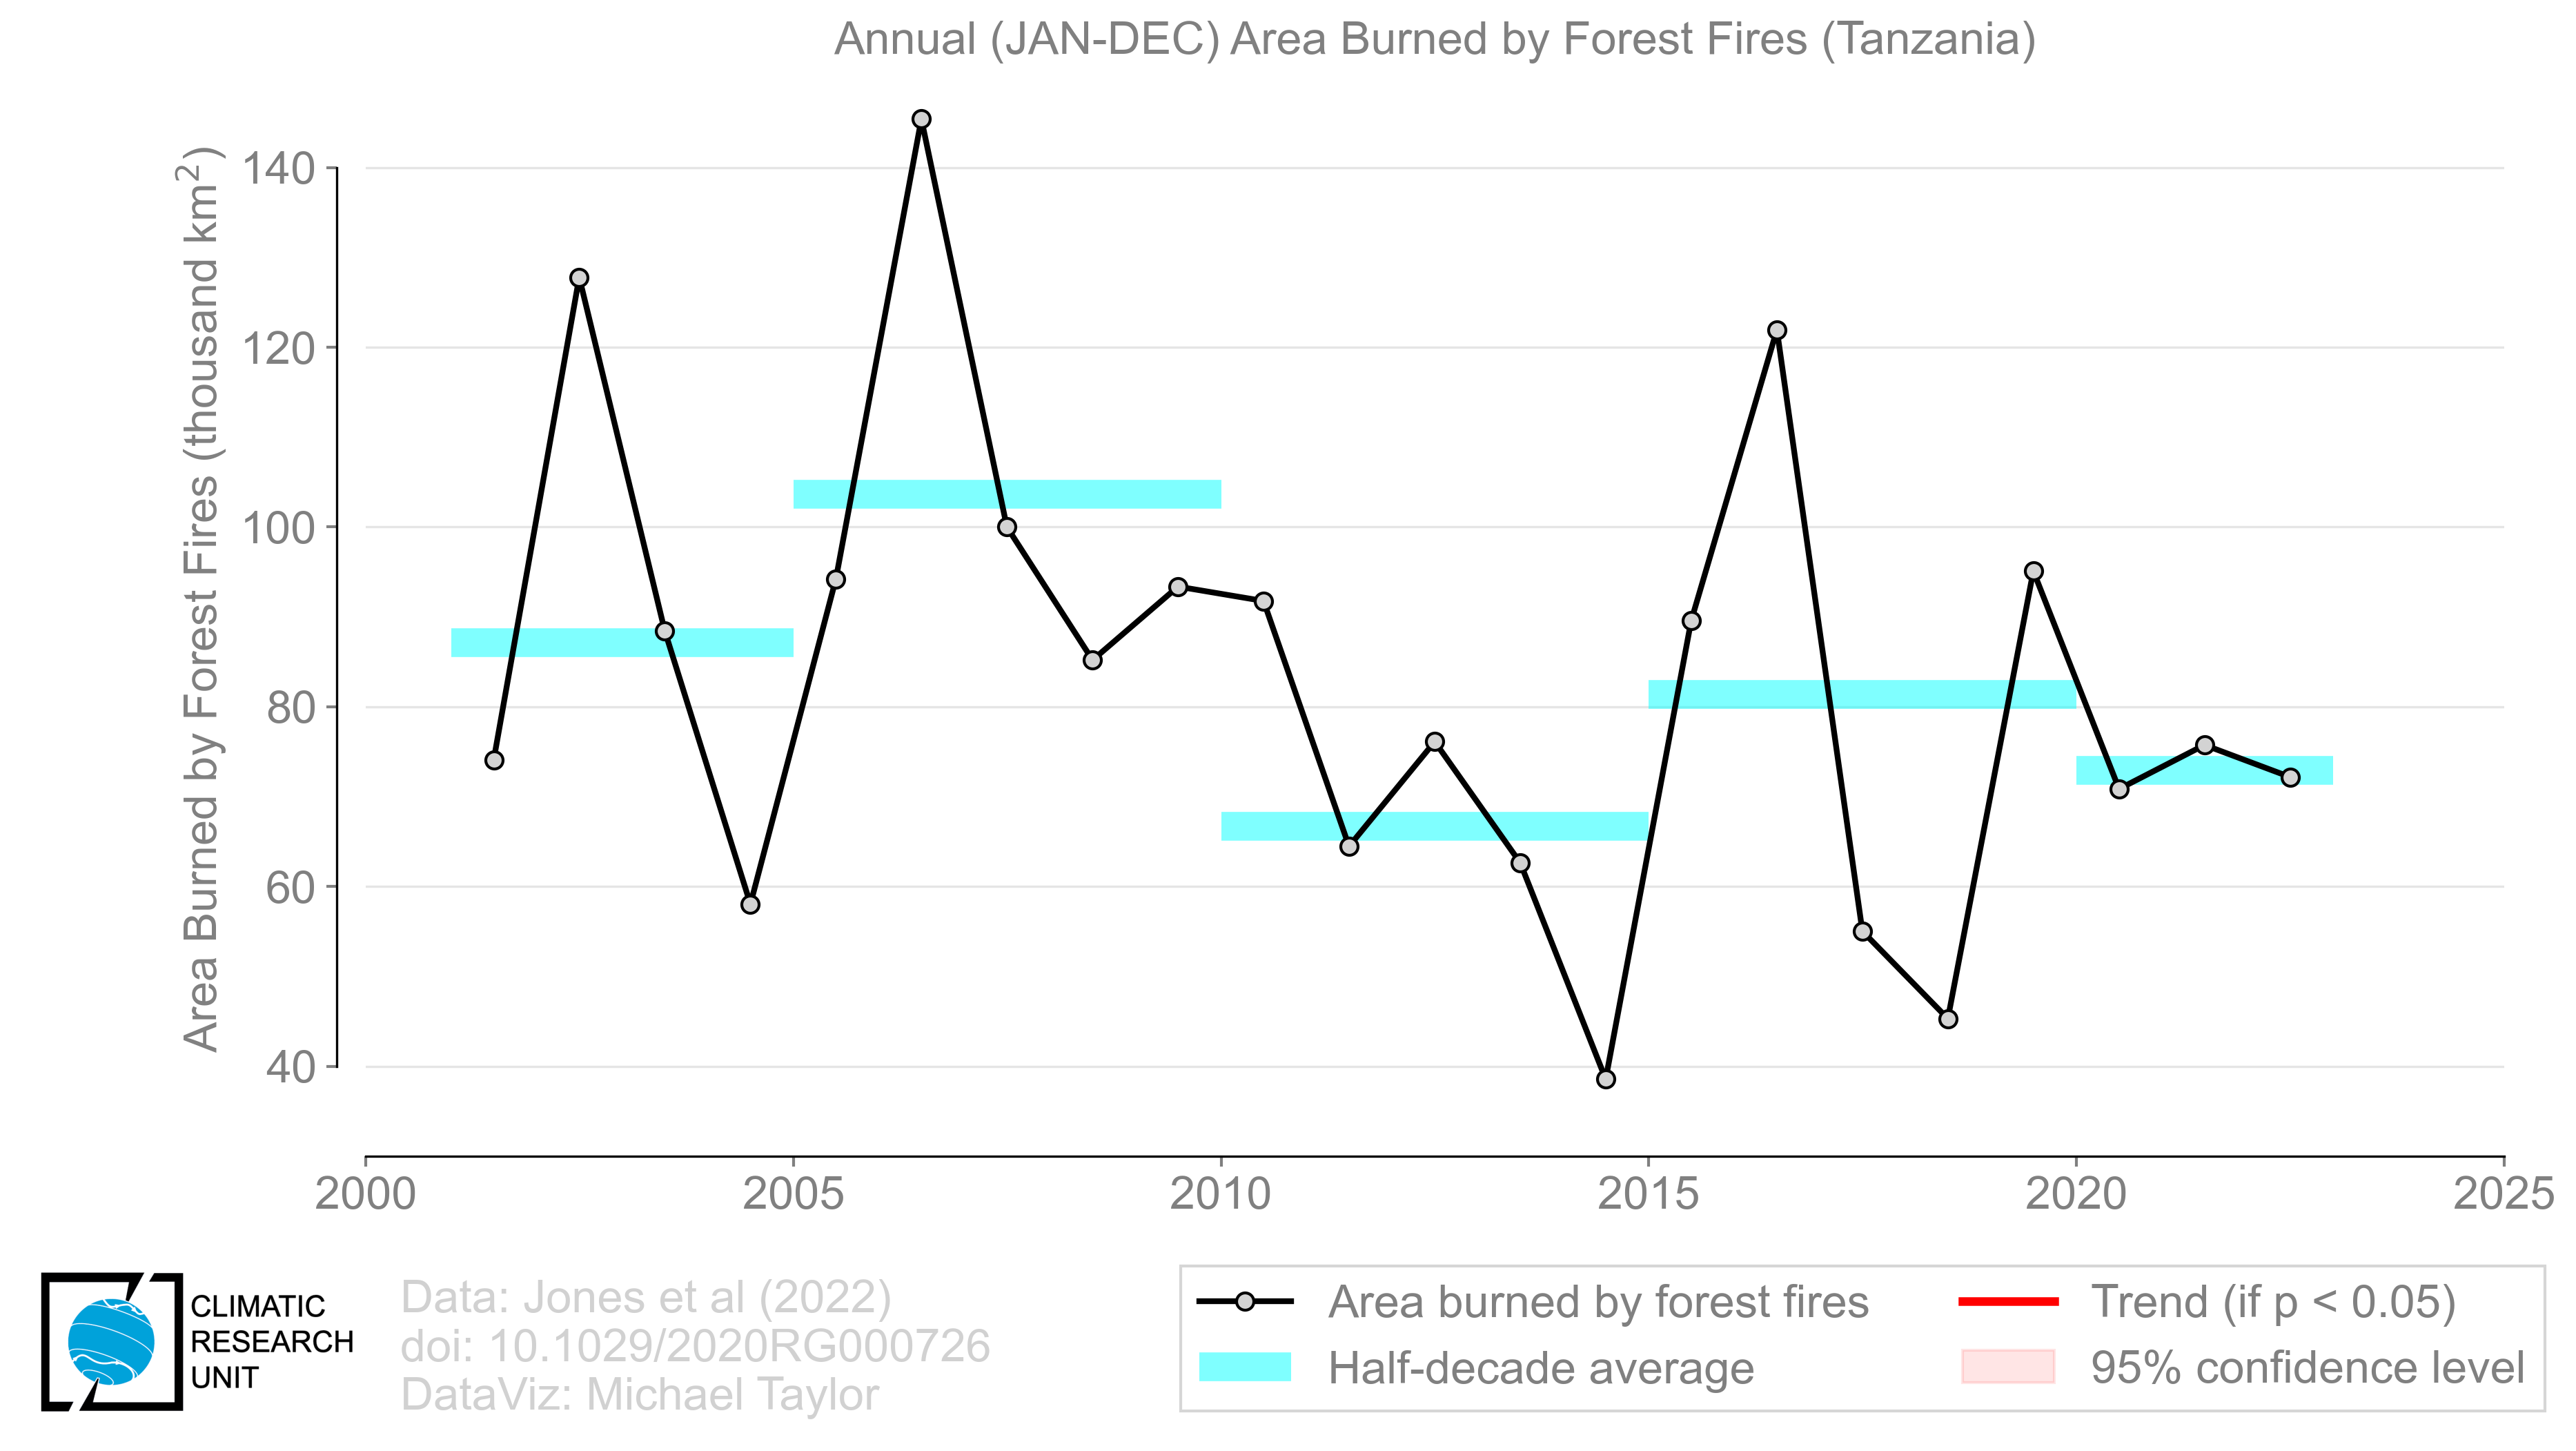 Annual (JAN-DEC) Area Burned by Forest Fires (Tanzania)
Area Burned by Forest Fires (thousand km²)
140
120
100
80
60
40
2000 2005 2010 2015 2020 2025
CLIMATIC
RESEARCH
UNIT
Data: Jones et al (2022)
doi: 10.1029/2020RG000726
DataViz: Michael Taylor
Area burned by forest fires
Half-decade average
Trend (if p < 0.05)
95% confidence level